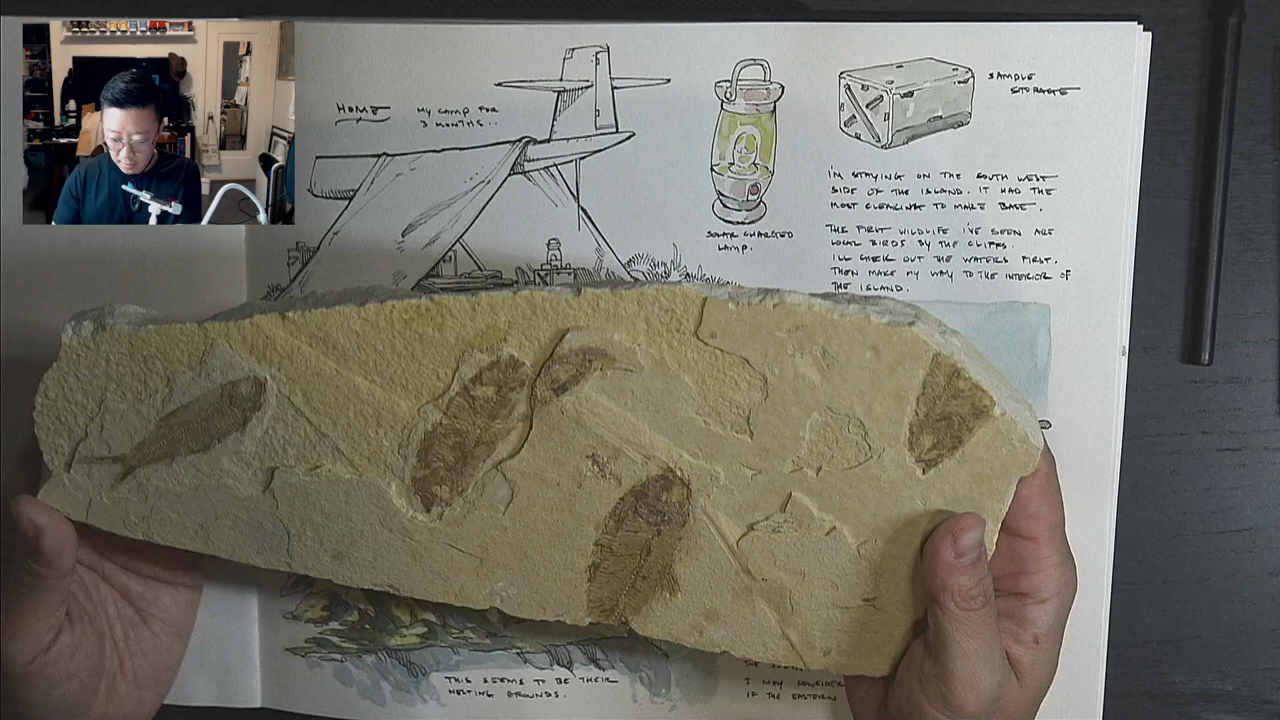 HOME
MY CAMP FOR
3 MONTHS..
SOLAR CHARGED
LAMP.
SAMPLE
STORAGE
I'M STAYING ON THE SOUTH WEST
SIDE OF THE ISLAND. IT HAD THE
MOST CLEARING TO MAKE BASE.
THE FIRST WILDLIFE I'VE SEEN ARE
LOCAL BIRDS BY THE CLIFFS.
ILL CHECK OUT THE WATERS FIRST.
THEN MAKE MY WAY TO THE INTERIOR OF
THE ISLAND.
THIS SEEMS TO BE THEIR
NESTING GROUNDS.
THE
I MAY CONSIDER
IF THE EASTERN